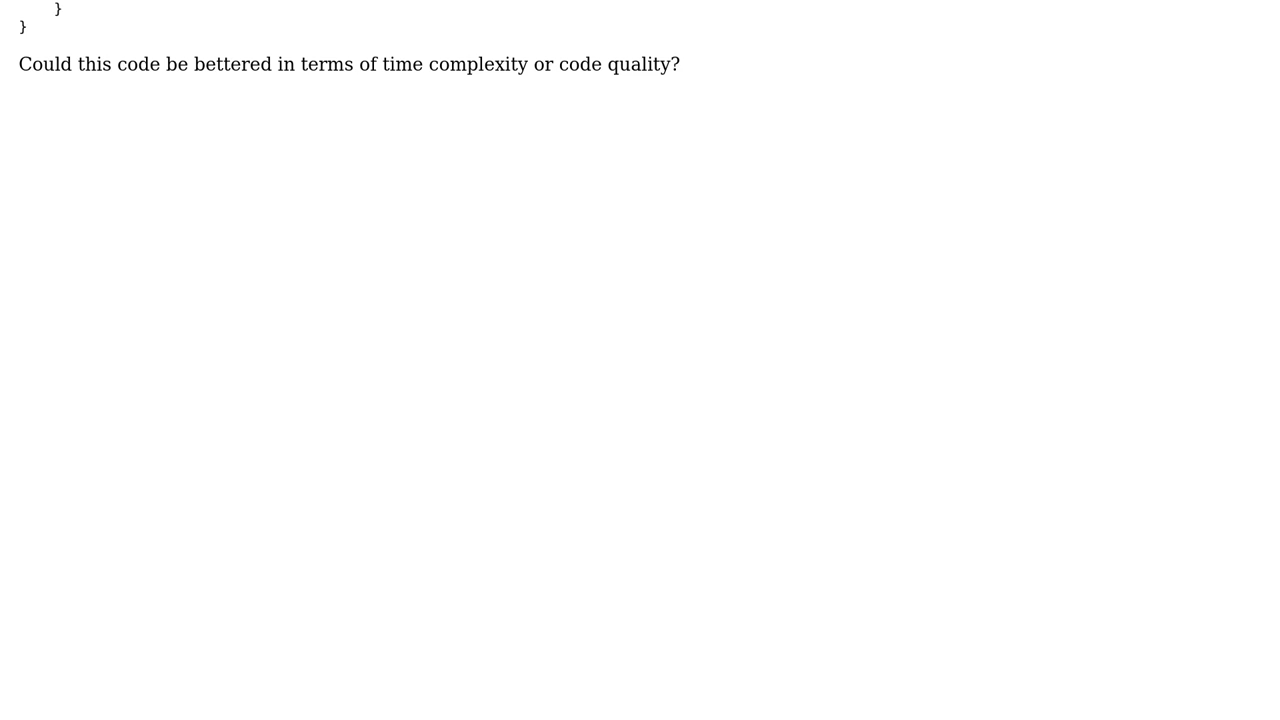 }
}
Could this code be bettered in terms of time complexity or code quality?